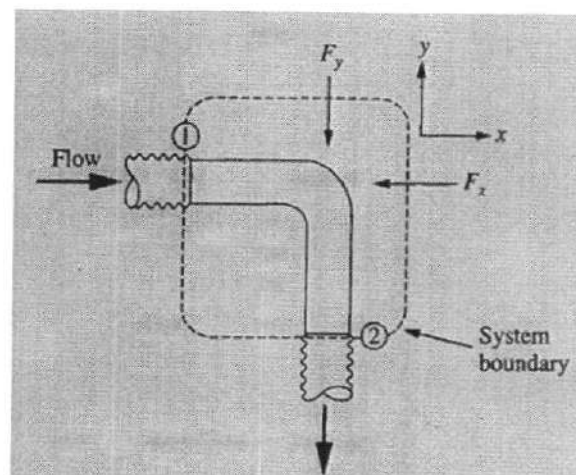 y
F_y
①
x
Flow
F_x
②
System
boundary